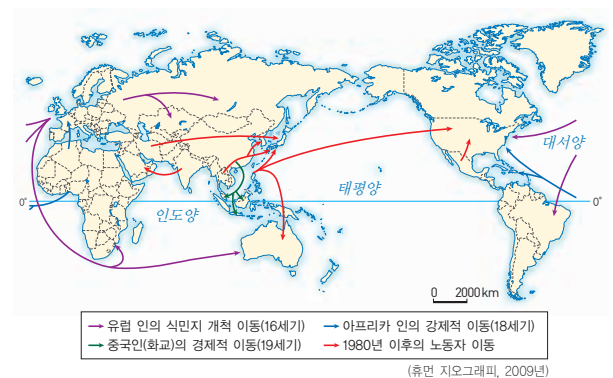 대서양
태평양
인도양
0°
0°
0 2000km
유럽 인의 식민지 개척 이동(16세기)
아프리카 인의 강제적 이동(18세기)
중국인(화교)의 경제적 이동(19세기)
1980년 이후의 노동자 이동
(휴먼 지오그래피, 2009년)